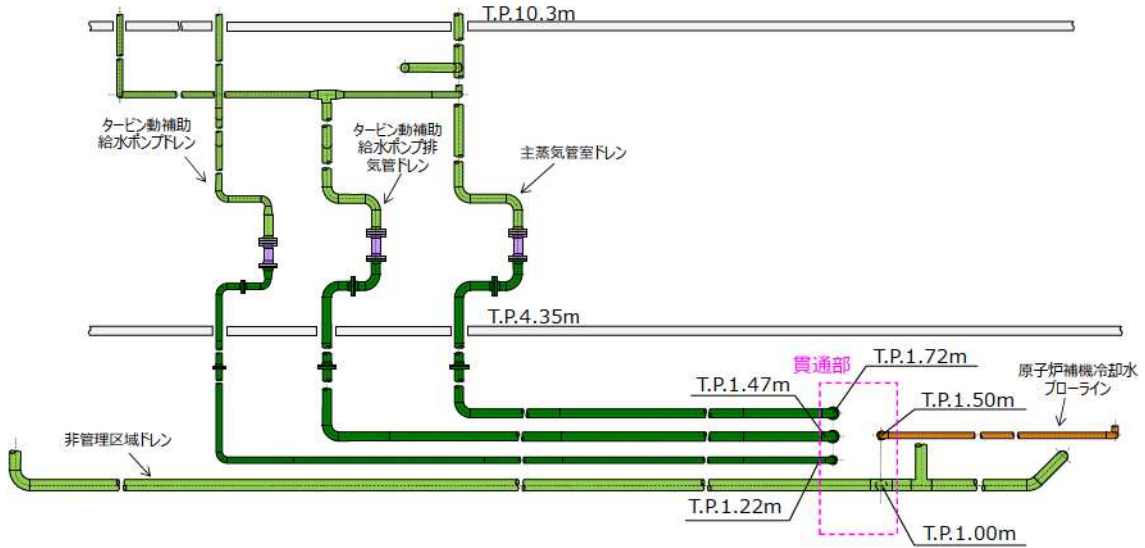 T.P.10.3m
タービン動補助
給水ポンプドレン
タービン動補助
給水ポンプ排
気管ドレン
主蒸気管室ドレン
T.P.4.35m
貫通部
T.P.1.72m
T.P.1.47m
T.P.1.50m
原子炉補機冷却水
ブローライン
非管理区域ドレン
T.P.1.22m
T.P.1.00m